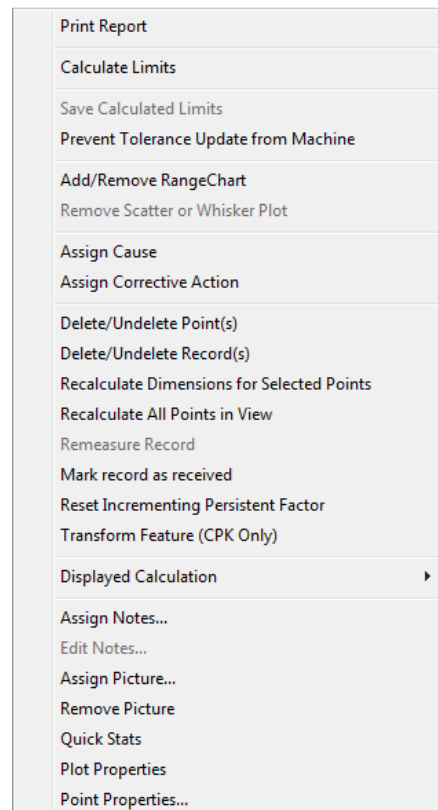 Print Report
Calculate Limits
Save Calculated Limits
Prevent Tolerance Update from Machine
Add/Remove RangeChart
Remove Scatter or Whisker Plot
Assign Cause
Assign Corrective Action
Delete/Undelete Point(s)
Delete/Undelete Record(s)
Recalculate Dimensions for Selected Points
Recalculate All Points in View
Remeasure Record
Mark record as received
Reset Incrementing Persistent Factor
Transform Feature (CPK Only)
Displayed Calculation
Assign Notes...
Edit Notes...
Assign Picture...
Remove Picture
Quick Stats
Plot Properties
Point Properties...